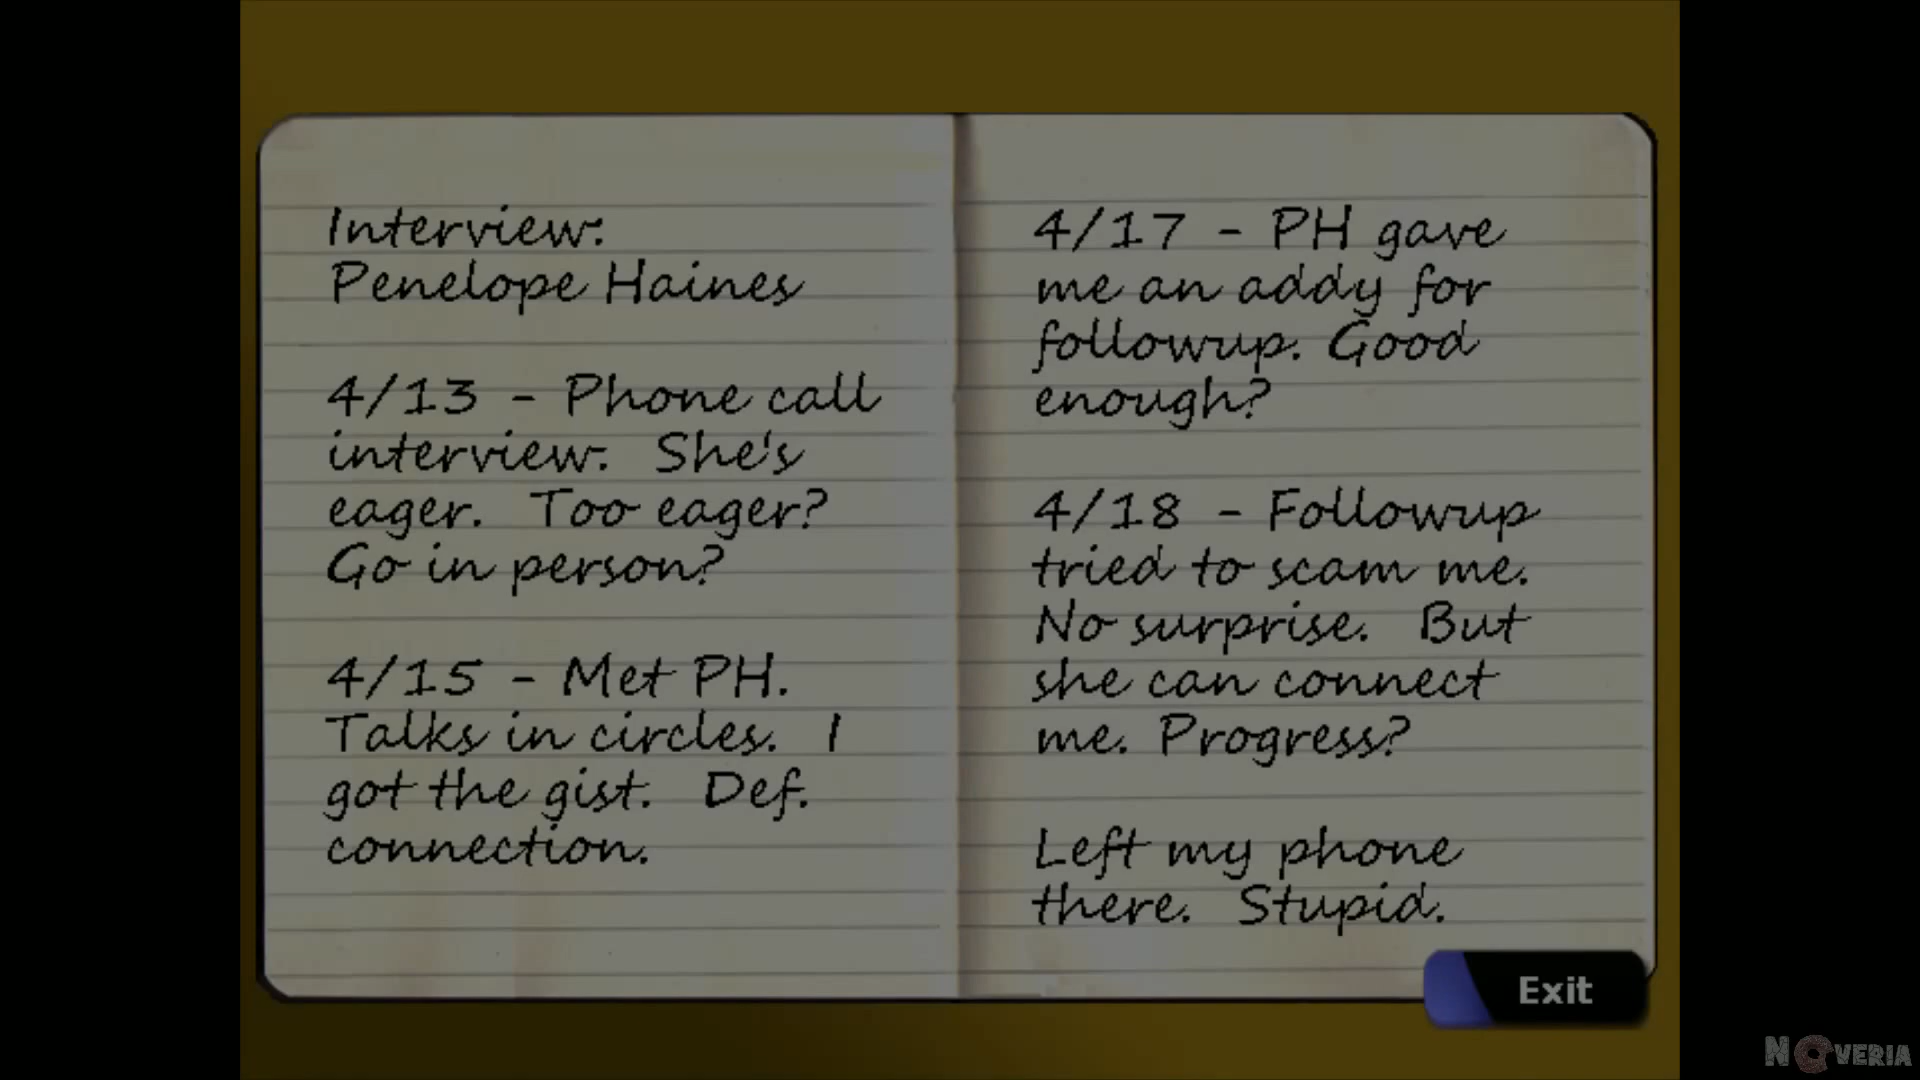 Interview:
Penelope Haines
4/13 - Phone call
interview. She's
eager. Too eager?
Go in person?
4/15 - Met PH.
Talks in circles. I
got the gist. Def.
connection.
4/17 - PH gave
me an addy for
followup. Good
enough?
4/18 - Followup
tried to scam me.
No surprise. But
she can connect
me. Progress?
Left my phone
there. Stupid.
Exit
NOVERIA